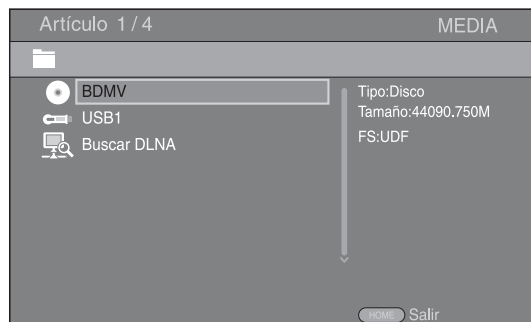 Artículo 1/4 MEDIA
BDMV
USB1
Buscar DLNA
Tipo:Disco
Tamaño:44090.750M
FS:UDF
HOME Salir